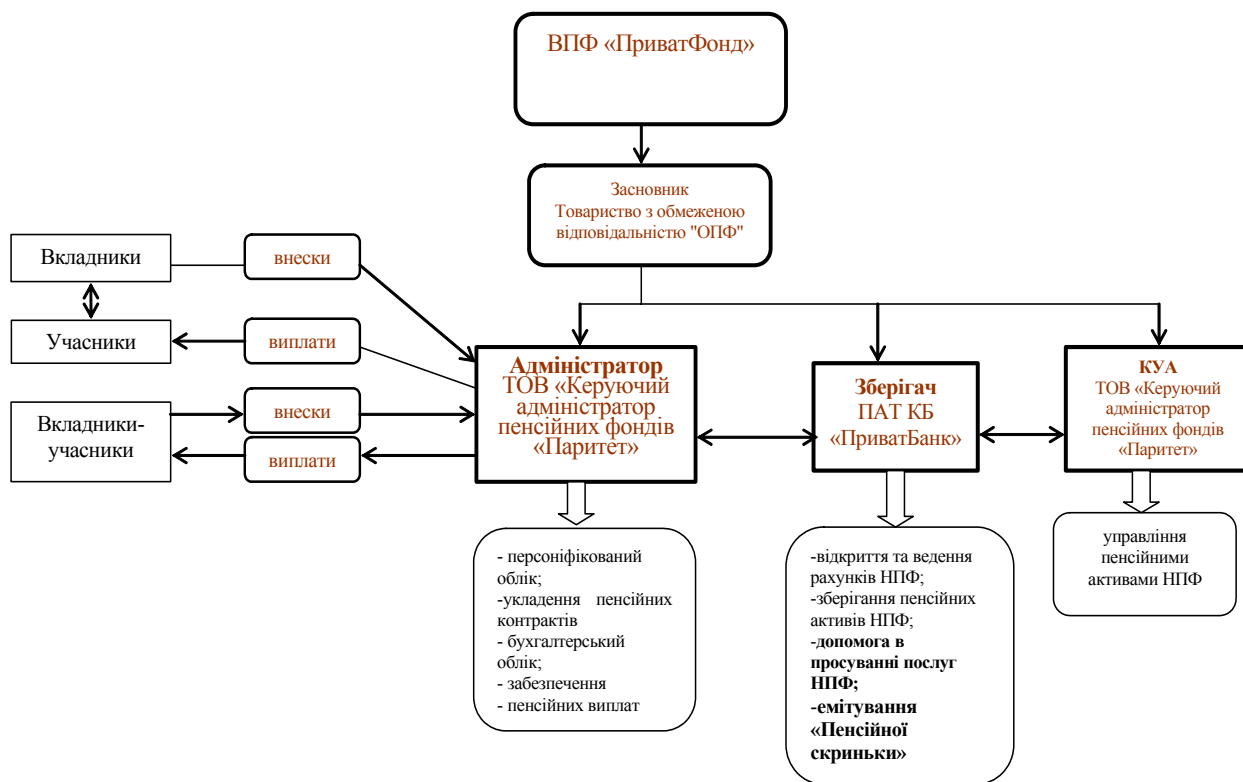 ВПФ «ПриватФонд»
Засновник
Товариство з обмеженою
відповідальністю "ОПФ"
Вкладники
внески
Учасники
виплати
Вкладники-
учасники
внески
виплати
Адміністратор
ТОВ «Керуючий
адміністратор
пенсійних фондів
«Паритет»
Зберігач
ПАТ КБ
«ПриватБанк»
КУА
ТОВ «Керуючий
адміністратор
пенсійних фондів
«Паритет»
- персоніфікований
облік;
-укладення пенсійних
контрактів
- бухгалтерський
облік;
- забезпечення
- пенсійних виплат
-відкриття та ведення
рахунків НПФ;
-зберігання пенсійних
активів НПФ;
-допомога в
просуванні послуг
НПФ;
-емітування
«Пенсійної
скриньки»
управління
пенсійними
активами НПФ